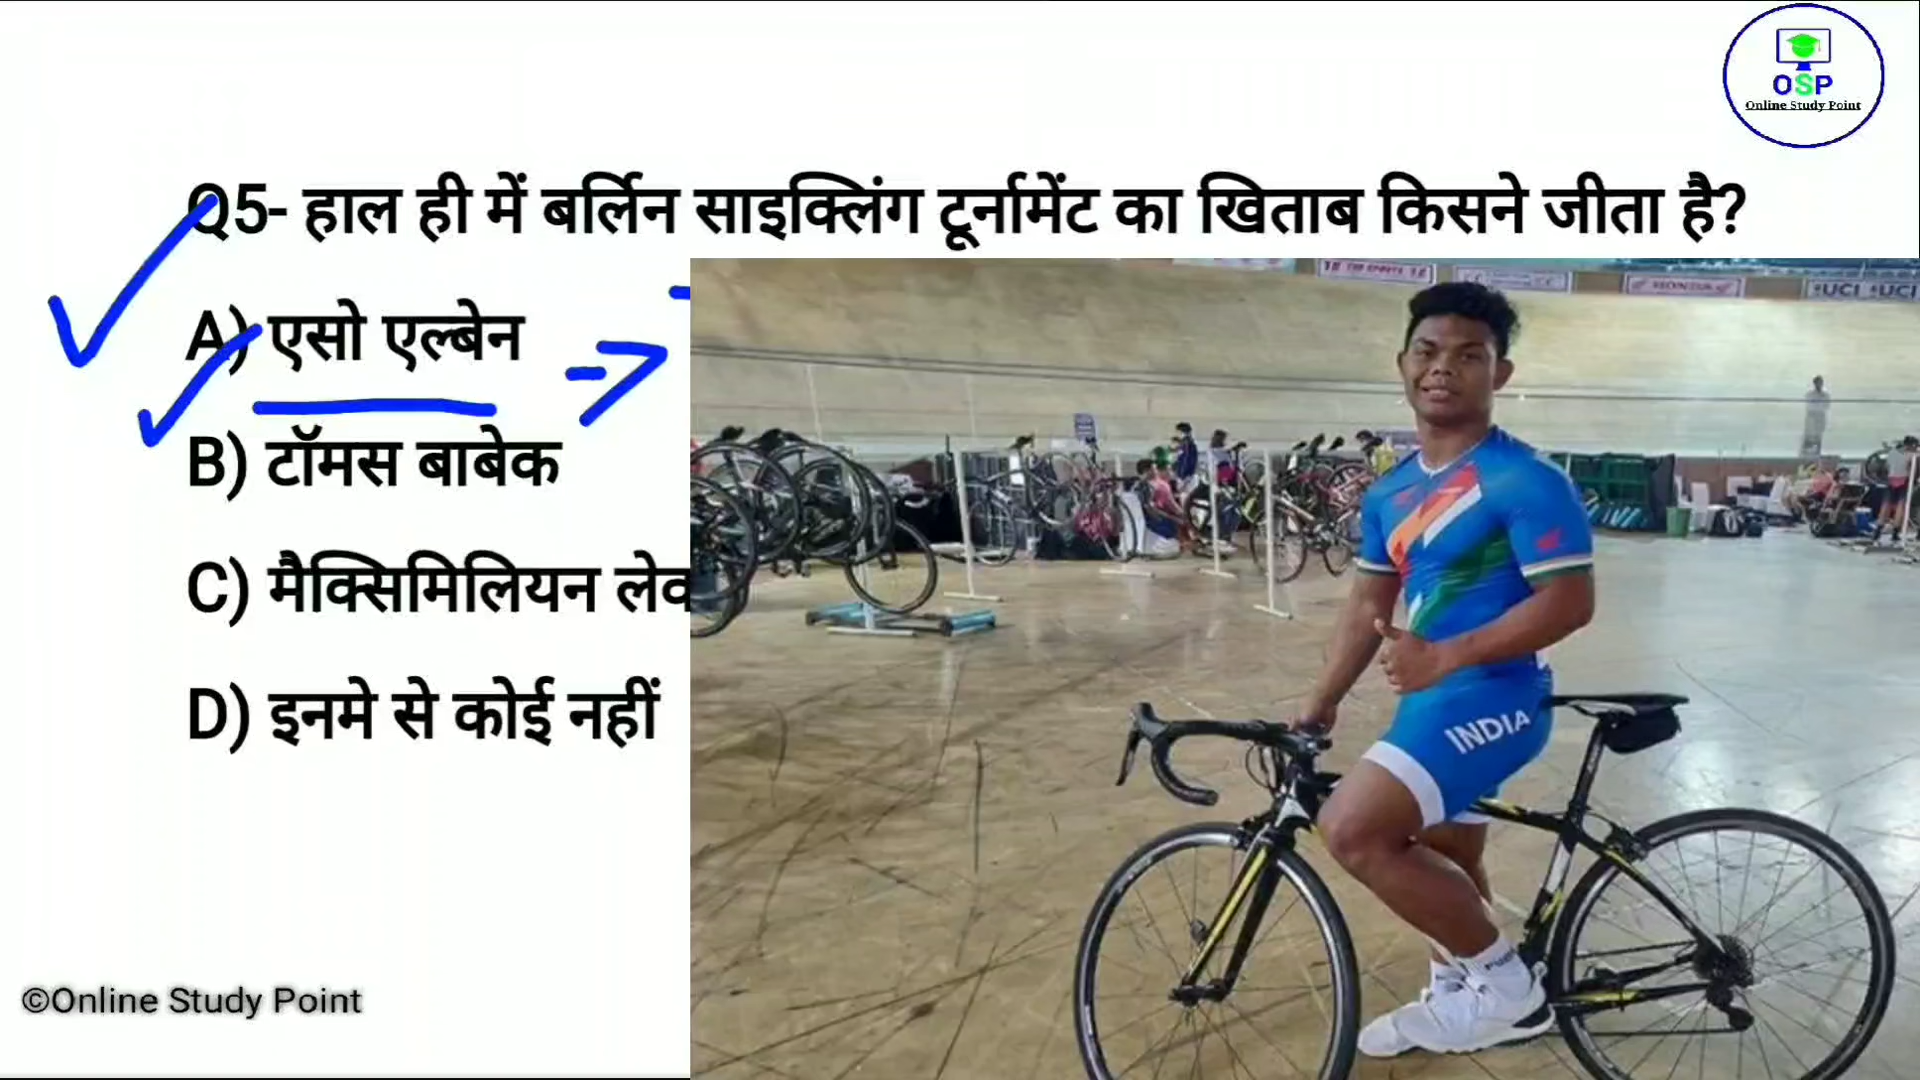 OSP
Online Study Point
Q5- हाल ही में बर्लिन साइक्लिंग टूर्नामेंट का खिताब किसने जीता है?
A) एसो एल्बेन
B) टॉमस बाबेक
C) मैक्सिमिलियन
D) इनमे से कोई नहीं
HONDA
UCI UCI
INDIA
©Online Study Point